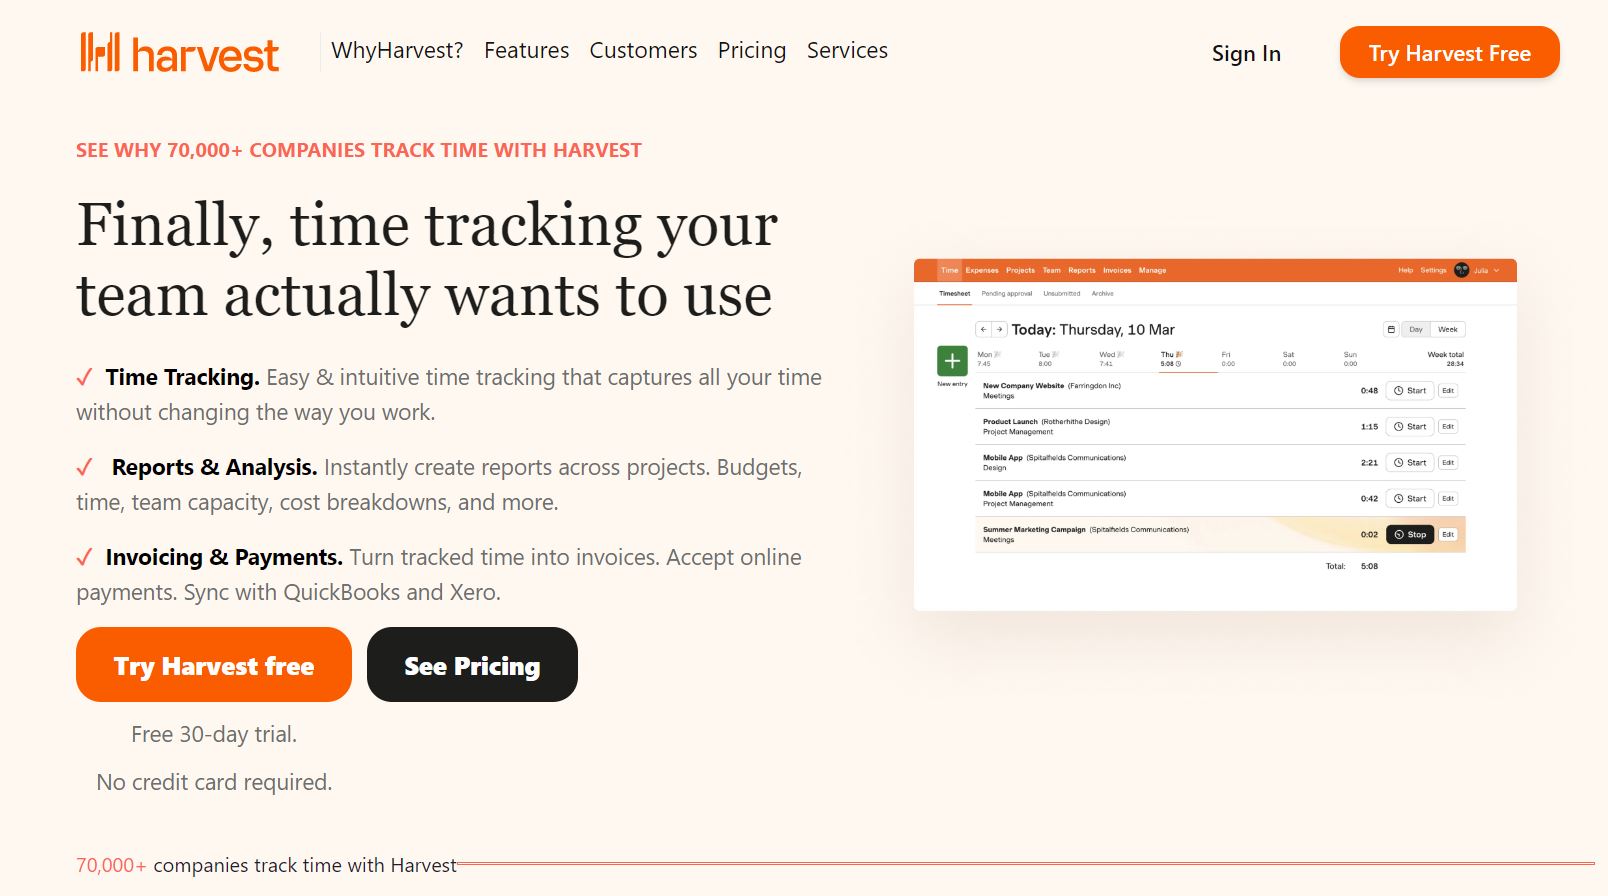 harvest
WhyHarvest? Features Customers Pricing Services
Sign In
Try Harvest Free
SEE WHY 70,000+ COMPANIES TRACK TIME WITH HARVEST
Finally, time tracking your
team actually wants to use
✓ Time Tracking. Easy & intuitive time tracking that captures all your time
without changing the way you work.
✓ Reports & Analysis. Instantly create reports across projects. Budgets,
time, team capacity, cost breakdowns, and more.
✓ Invoicing & Payments. Turn tracked time into invoices. Accept online
payments. Sync with QuickBooks and Xero.
Try Harvest free
See Pricing
Free 30-day trial.
No credit card required.
Time Expenses Projects Team Reports Invoices Manage
Help Settings Julia
Timesheet Pending approval Unsubmitted Archive
Today: Thursday, 10 Mar
Day Week
New entry
Mon Tue Wed Thu Fri Sat Sun Week total
7:45 8:00 7:41 5:08 0:00 0:00 0:00 28:34
New Company Website (Farringdon Inc)
Meetings
0:48 Start Edit
Product Launch (Rotherhithe Design)
Project Management
1:15 Start Edit
Mobile App (Spitalfields Communications)
Design
2:21 Start Edit
Mobile App (Spitalfields Communications)
Project Management
0:42 Start Edit
Summer Marketing Campaign (Spitalfields Communications)
Meetings
0:02 Stop Edit
Total: 5:08
70,000+ companies track time with Harvest